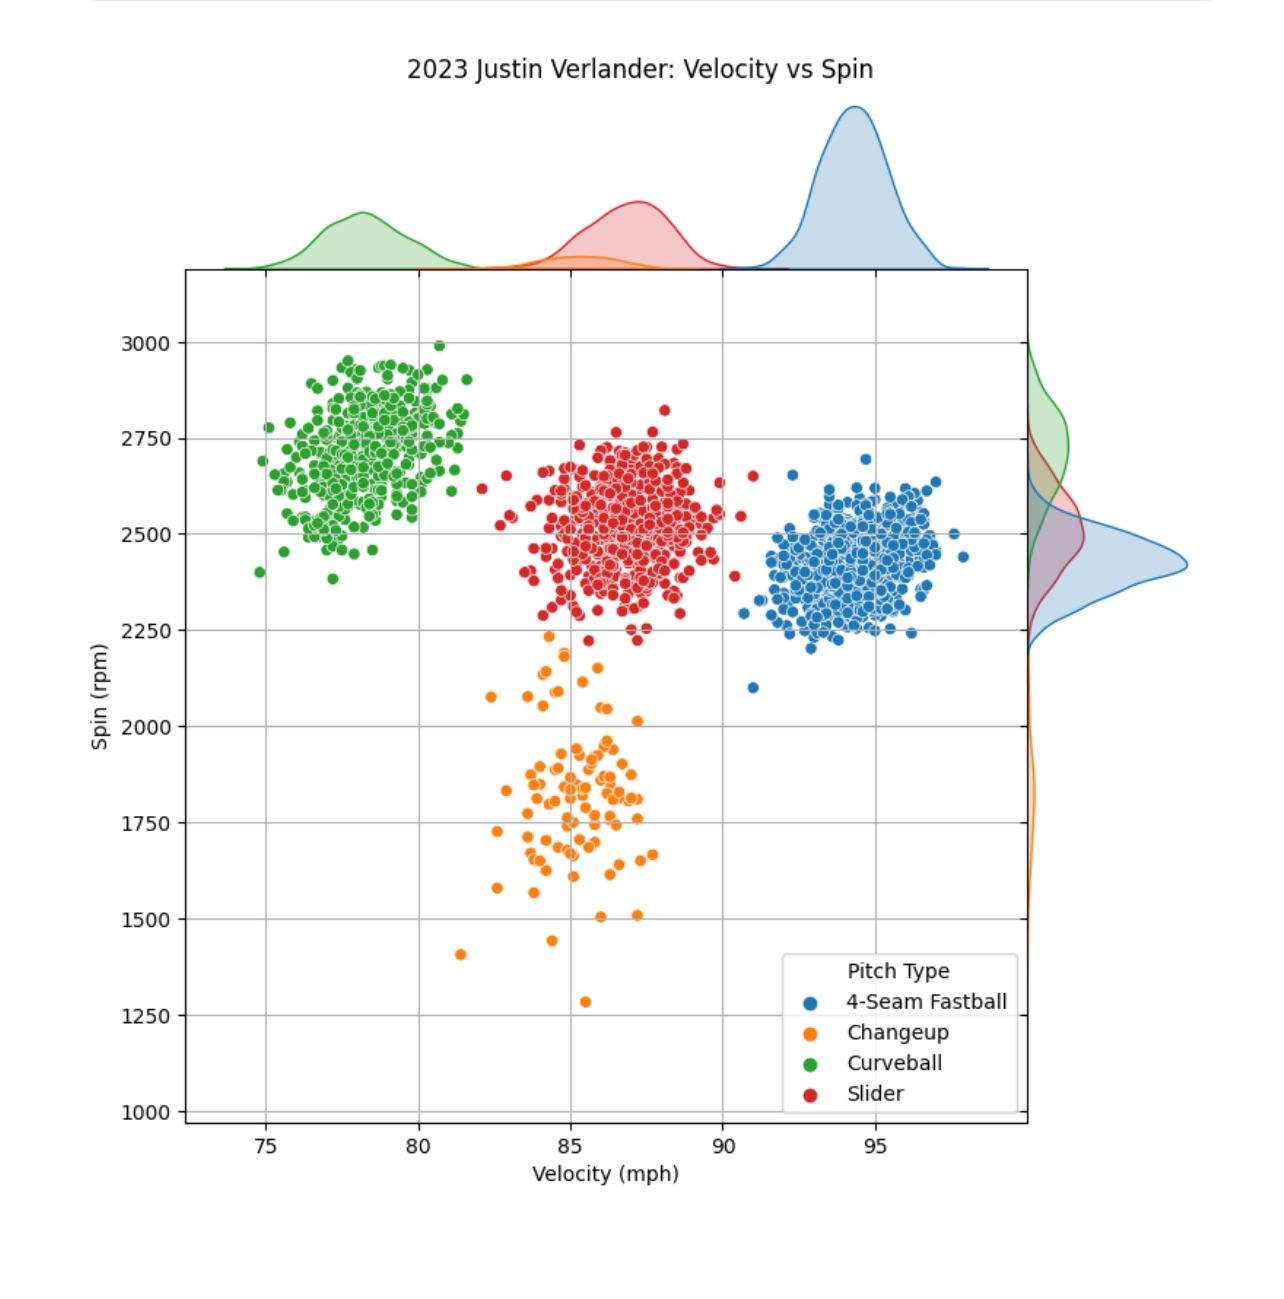 2023 Justin Verlander: Velocity vs Spin
3000
2750
2500
2250
2000
1750
1500
1250
1000
Spin (rpm)
75 80 85 90 95
Velocity (mph)
Pitch Type
4-Seam Fastball
Changeup
Curveball
Slider